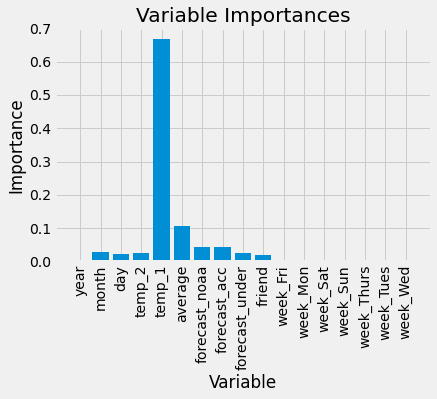 Variable Importances
Importance
0.7
0.6
0.5
0.4
0.3
0.2
0.1
0.0
year
month
day
temp_2
temp_1
average
forecast_noaa
forecast_acc
forecast_under
friend
week_Fri
week_Mon
week_Sat
week_Sun
week_Thurs
week_Tues
week_Wed
Variable